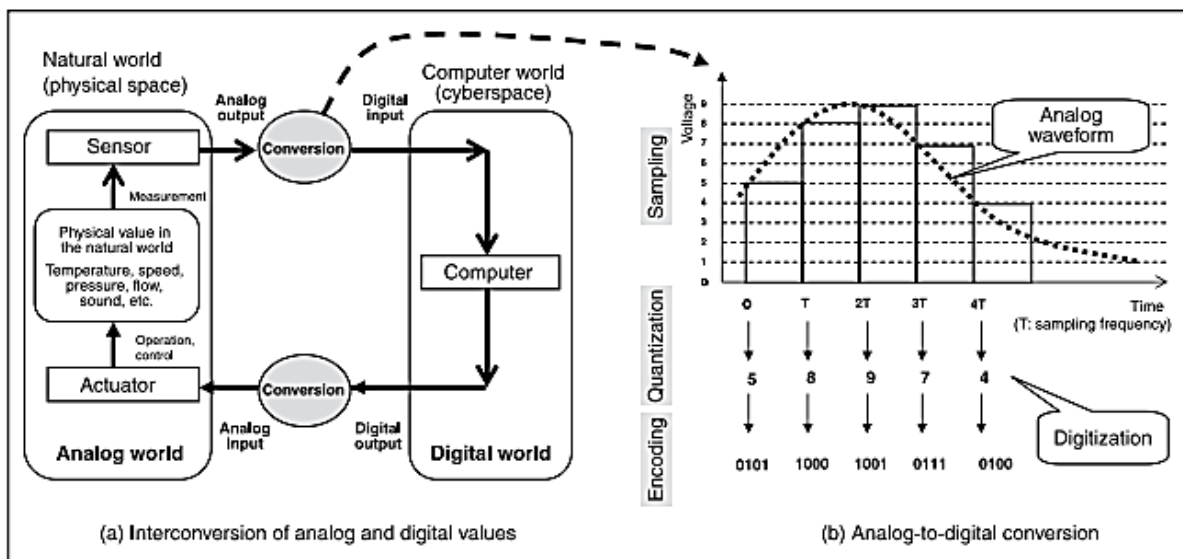 Natural world
(physical space)
Analog
output
Digital
input
Computer world
(cyberspace)
Sensor
Conversion
Measurement
Physical value in
the natural world
Temperature, speed,
pressure, flow,
sound, etc.
Computer
Operation,
control
Actuator
Conversion
Analog
Input
Digital
output
Analog world
Digital world
(a) Interconversion of analog and digital values
Sampling
Voltage
9
8
7
6
5
4
3
2
1
0
Analog
waveform
0 T 2T 3T 4T
Time
(T: sampling frequency)
Quantization
5 8 9 7 4
Digitization
Encoding
0101 1000 1001 0111 0100
(b) Analog-to-digital conversion